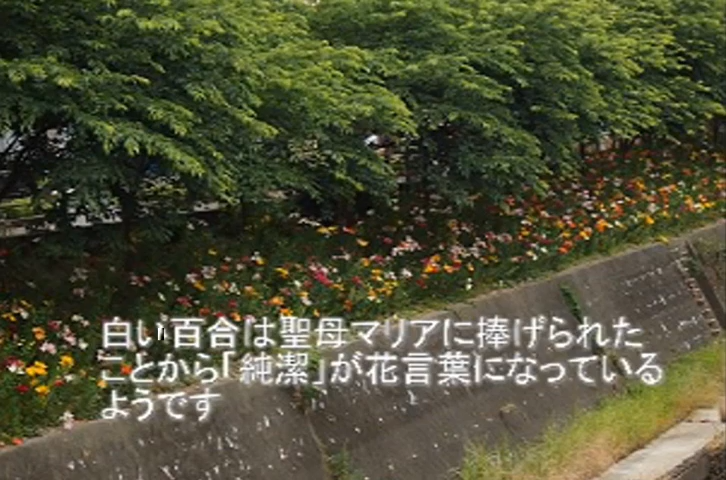 白い百合は聖母マリアに捧げられた
ことから「純潔」が花言葉になっている
ようです